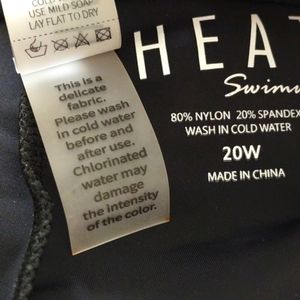 USE MILD SOAP
LAY FLAT TO DRY
This is a
delicate
fabric.
Please wash
in cold water
before and
after use.
Chlorinated
water may
damage
the intensity
of the color.
HEAT
Swimw
80% NYLON 20% SPANDEX
WASH IN COLD WATER
20W
MADE IN CHINA